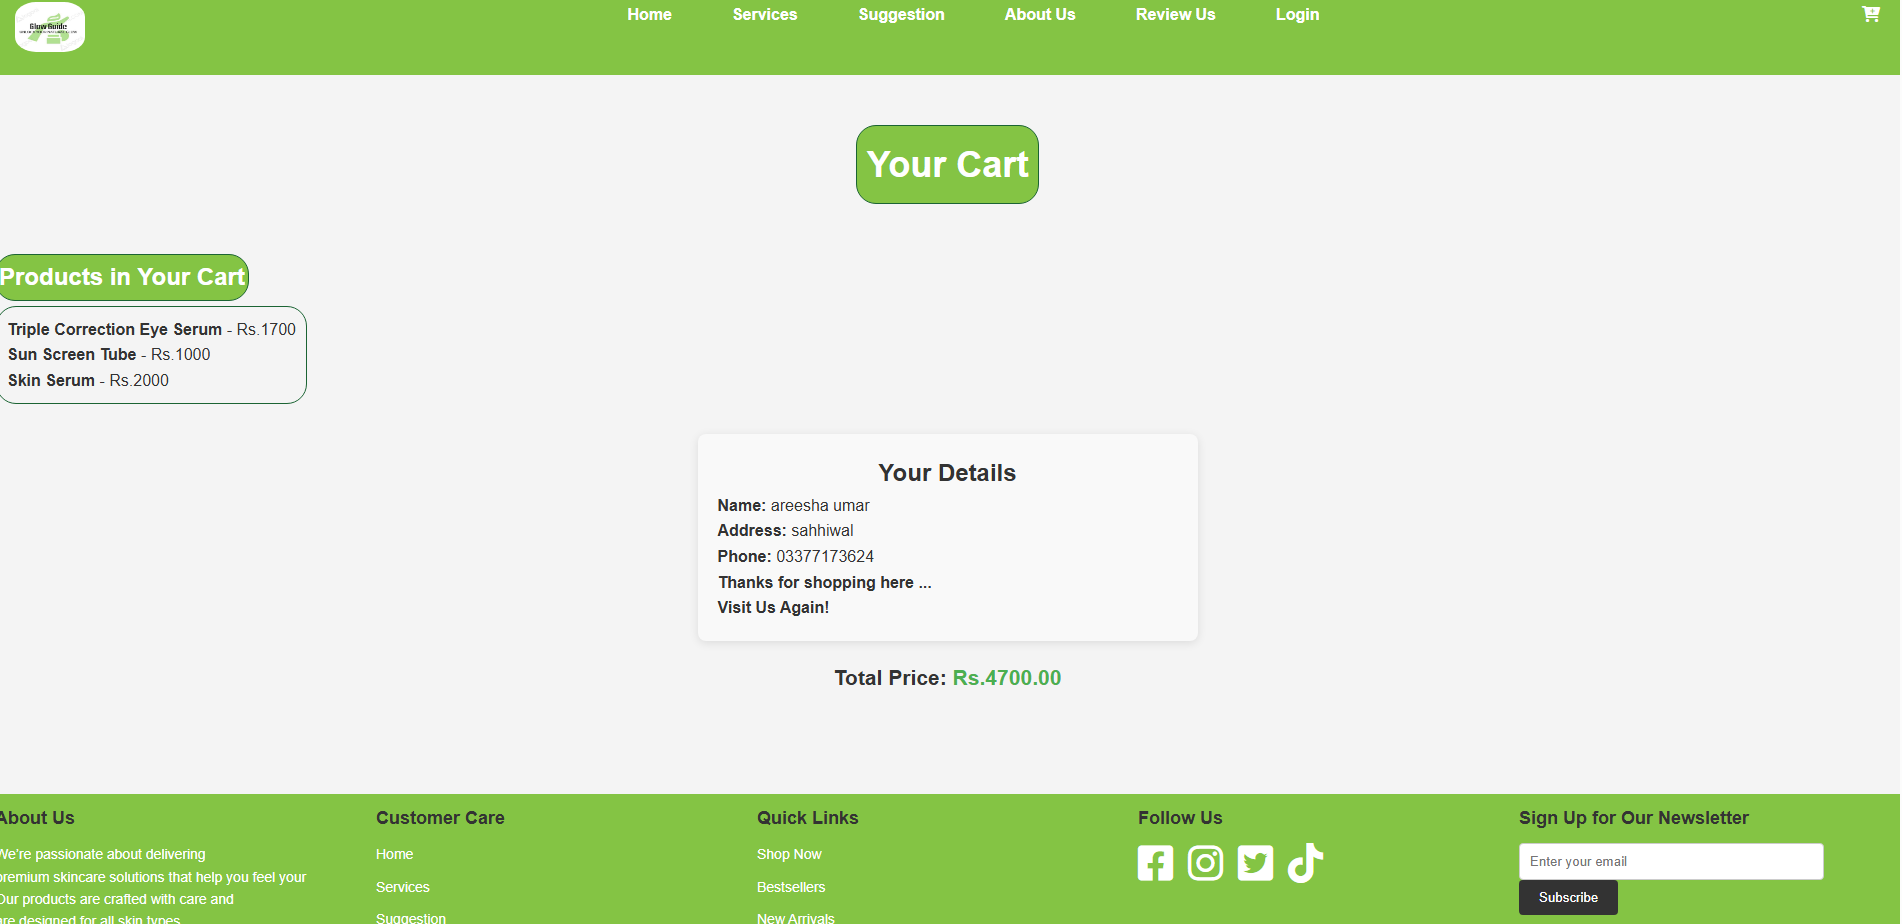 Glow Guide
Home Services Suggestion About Us Review Us Login
Your Cart
Products in Your Cart
Triple Correction Eye Serum - Rs.1700
Sun Screen Tube - Rs.1000
Skin Serum - Rs.2000
Your Details
Name: areesha umar
Address: sahhiwal
Phone: 03377173624
Thanks for shopping here ...
Visit Us Again!
Total Price: Rs.4700.00
About Us
We're passionate about delivering
premium skincare solutions that help you feel your
Our products are crafted with care and
are designed for all skin types
Customer Care
Home
Services
Suggestion
Quick Links
Shop Now
Bestsellers
New Arrivals
Follow Us
Sign Up for Our Newsletter
Enter your email
Subscribe